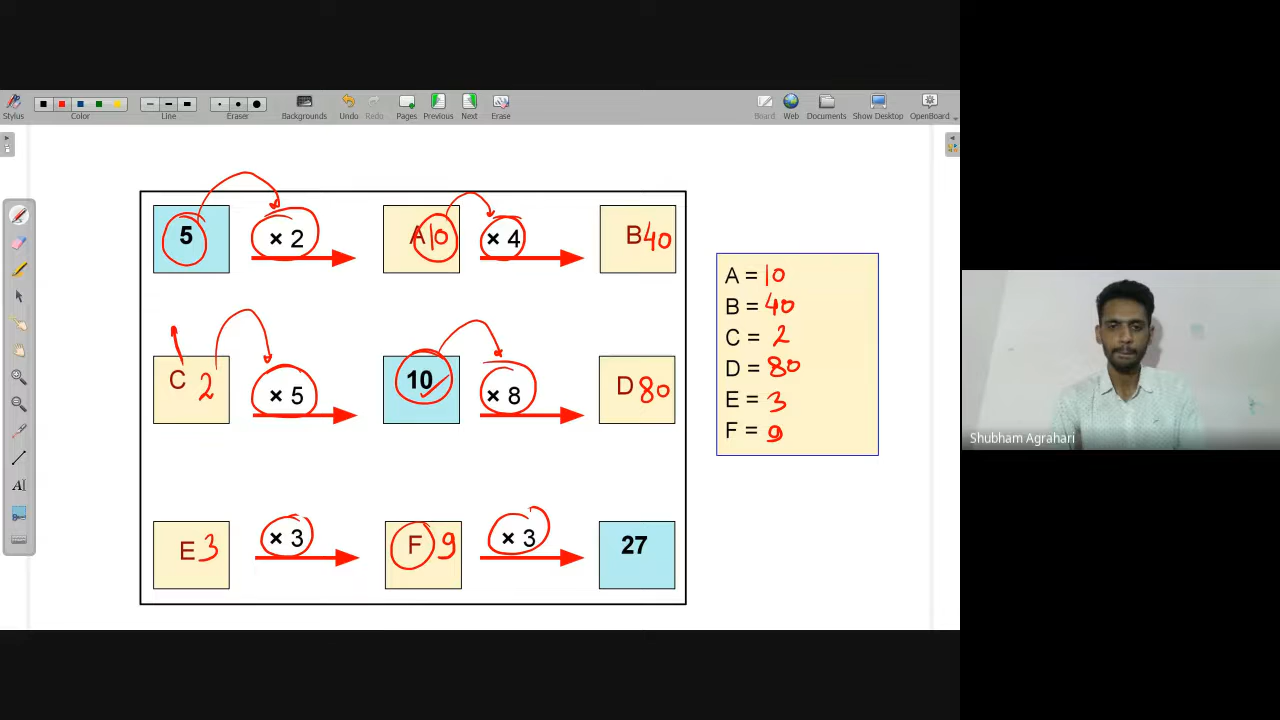 Stylus Color Line Eraser Backgrounds Undo Redo Pages Previous Next Erase Board Web Documents Show Desktop OpenBoard
5 × 2 A 10 × 4 B 40
C 2 × 5 10 × 8 D 80
E 3 × 3 F 9 × 3 27
A = 10
B = 40
C = 2
D = 80
E = 3
F = 9
Shubham Agrahari